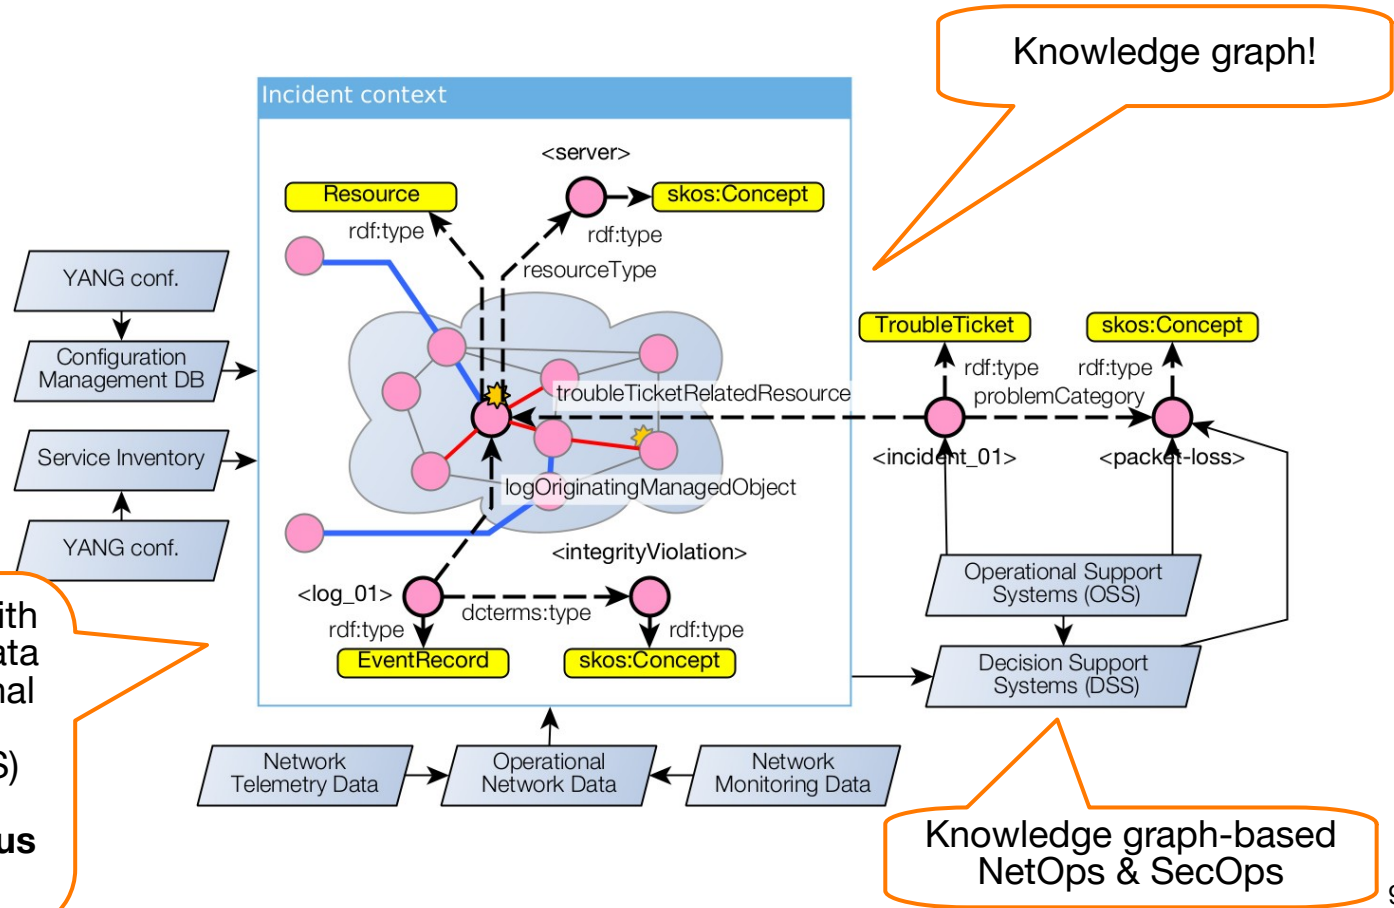 Knowledge graph!
Incident context
<server>
Resource
skos:Concept
rdf:type
rdf:type
resourceType
YANG conf.
Configuration
Management DB
Service Inventory
YANG conf.
TroubleTicket
skos:Concept
rdf:type
rdf:type
troubleTicketRelatedResource
problemCategory
<incident_01>
<packet-loss>
logOriginatingManagedObject
<integrityViolation>
<log_01>
dcterms:type
rdf:type
rdf:type
EventRecord
skos:Concept
Operational Support
Systems (OSS)
Decision Support
Systems (DSS)
Network
Telemetry Data
Operational
Network Data
Network
Monitoring Data
Knowledge graph-based
NetOps & SecOps
9